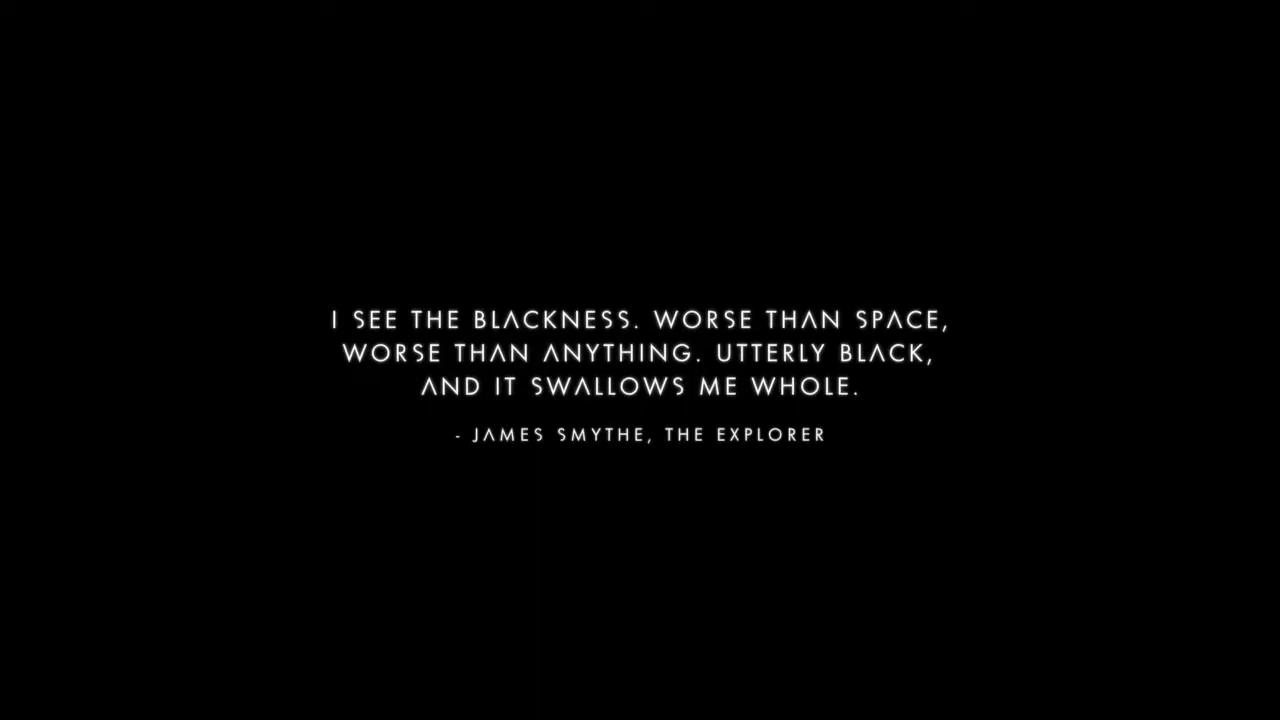 I SEE THE BLACKNESS. WORSE THAN SPACE,
WORSE THAN ANYTHING. UTTERLY BLACK,
AND IT SWALLOWS ME WHOLE.
- JAMES SMYTHE, THE EXPLORER